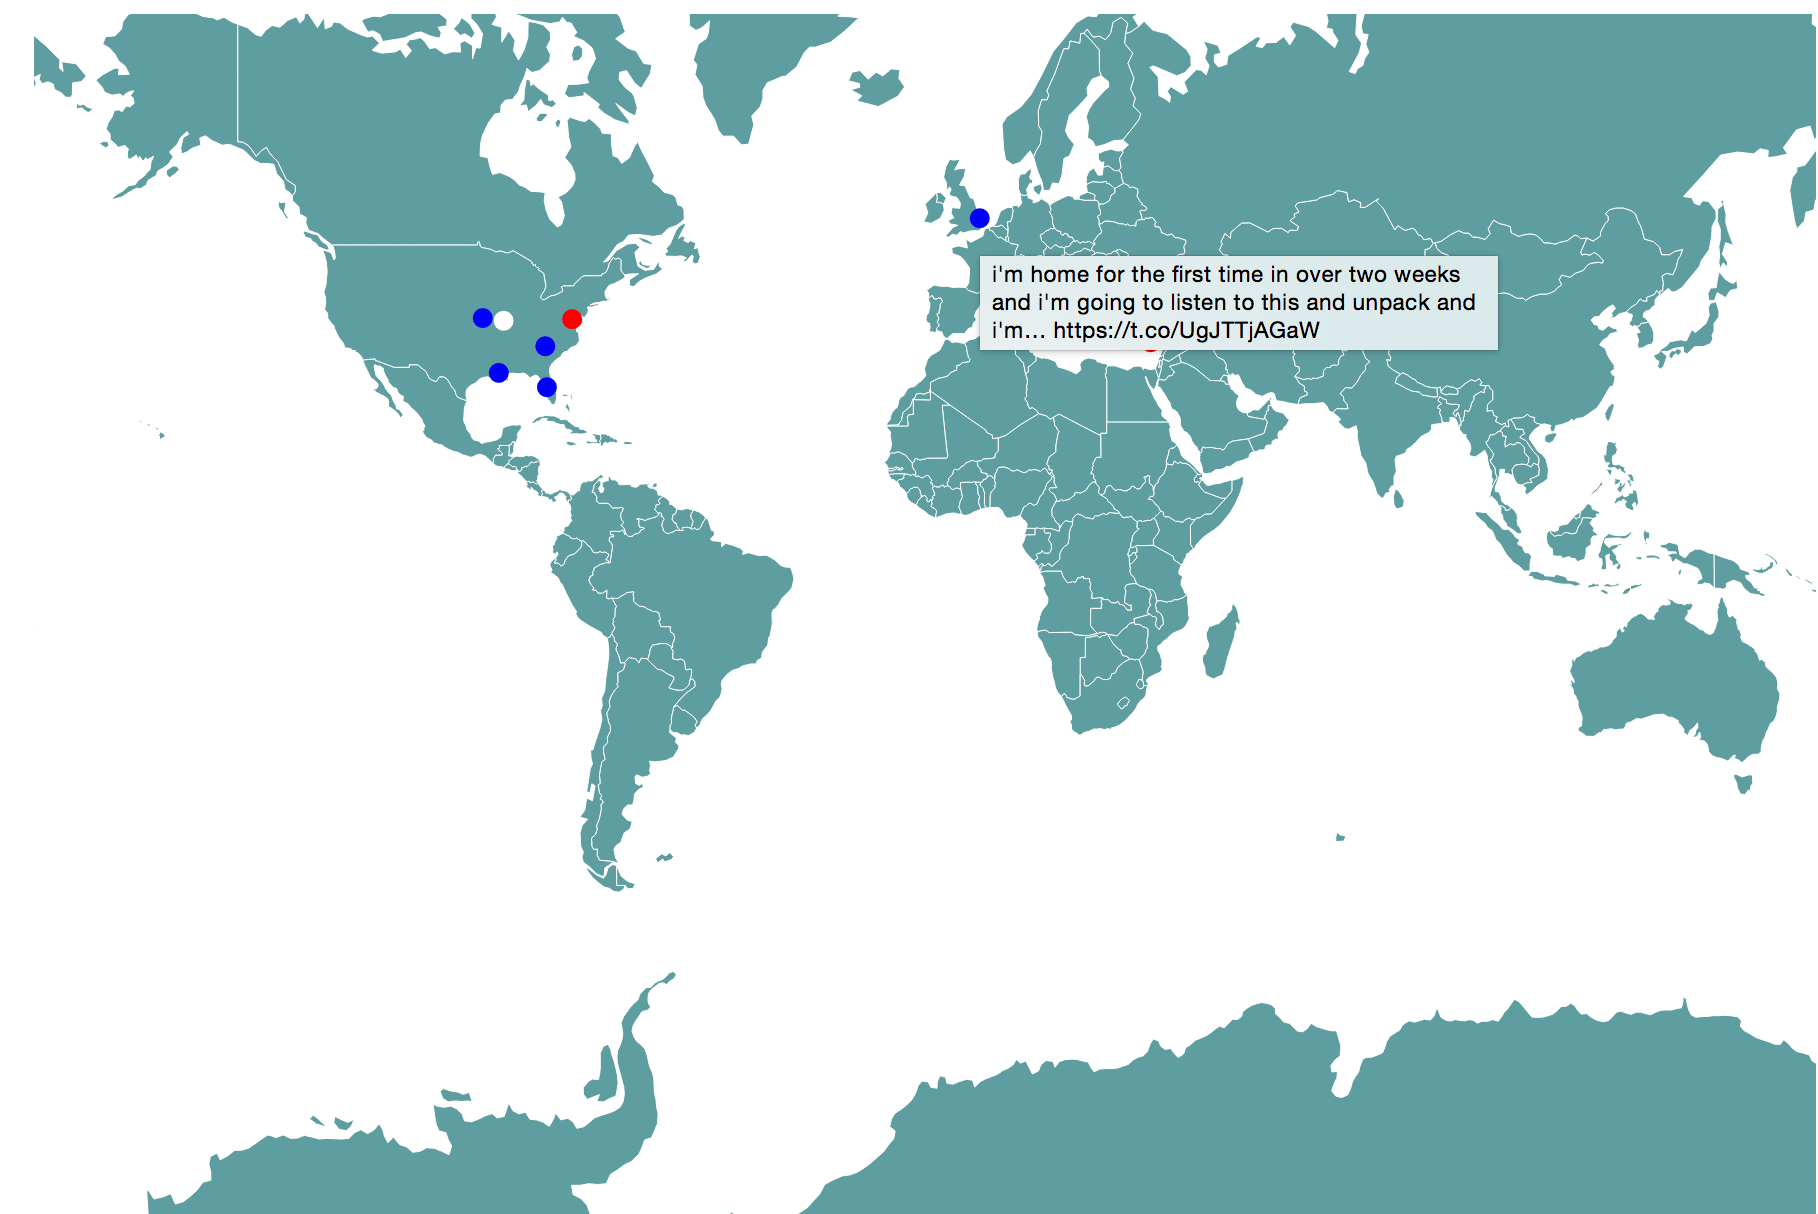 i'm home for the first time in over two weeks
and i'm going to listen to this and unpack and
i'm... https://t.co/UgJTTjAGaW